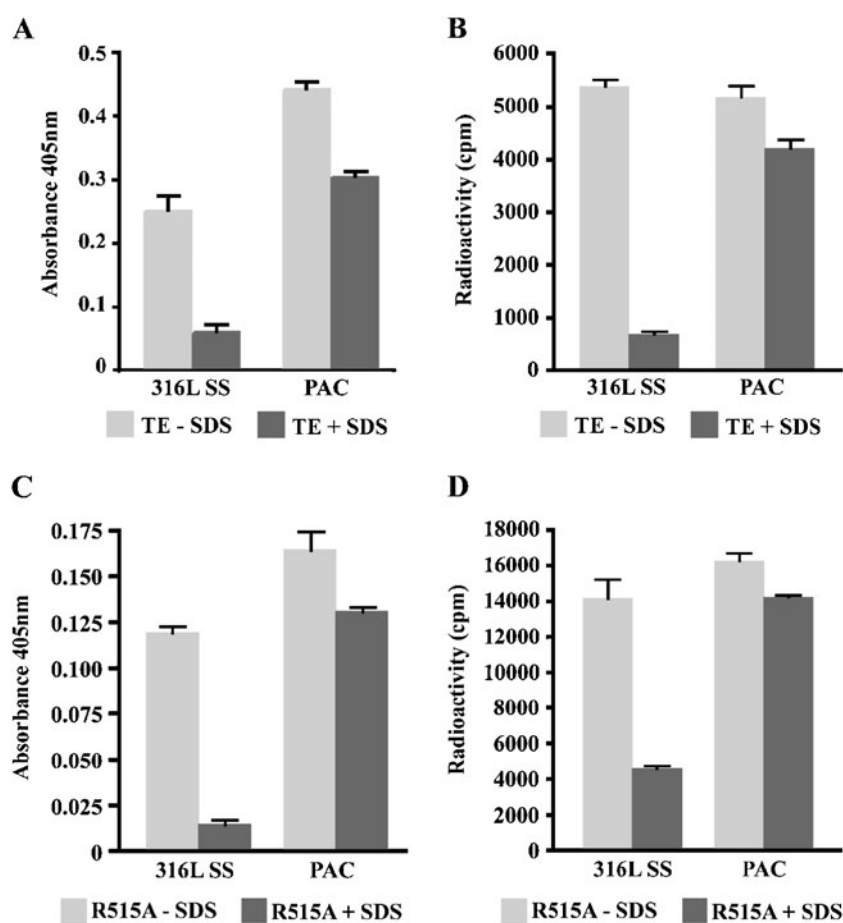 A
Absorbance 405nm
0.5
0.4
0.3
0.2
0.1
0
316L SS PAC
TE - SDS TE + SDS
B
Radioactivity (cpm)
6000
5000
4000
3000
2000
1000
0
316L SS PAC
TE - SDS TE + SDS
C
Absorbance 405nm
0.175
0.150
0.125
0.100
0.075
0.050
0.025
0
316L SS PAC
R515A - SDS R515A + SDS
D
Radioactivity (cpm)
18000
16000
14000
12000
10000
8000
6000
4000
2000
0
316L SS PAC
R515A - SDS R515A + SDS